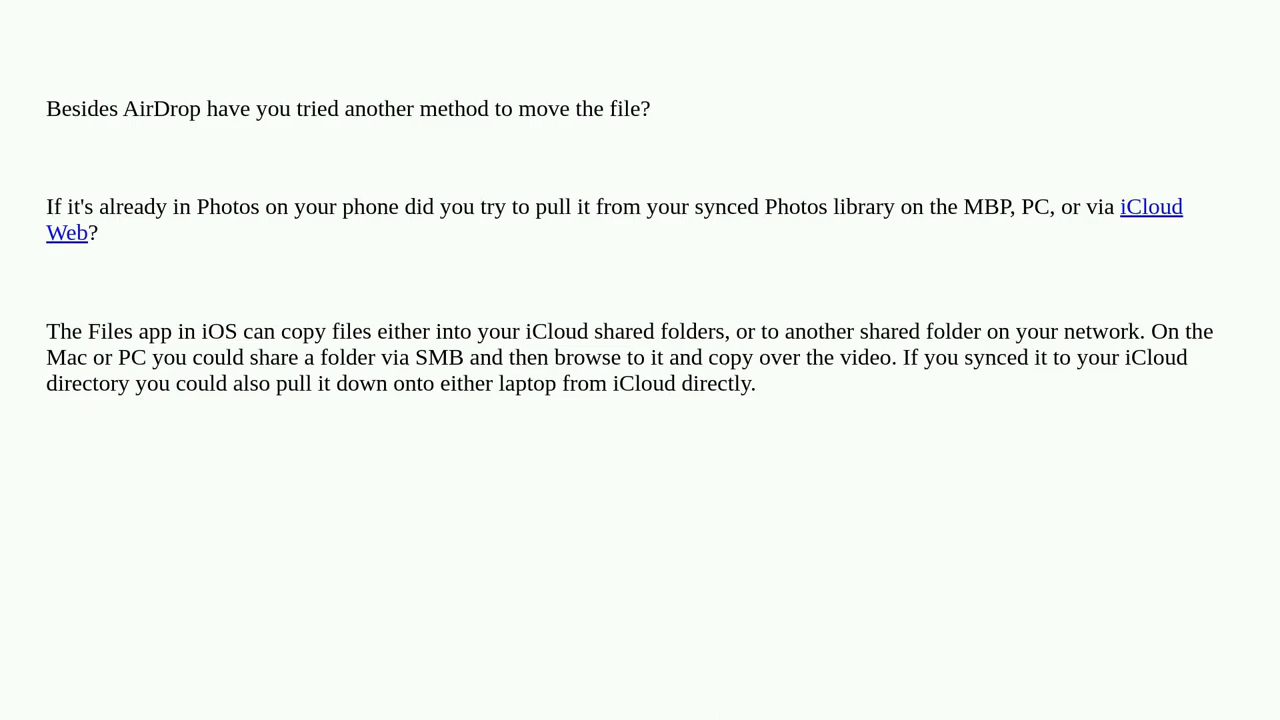 Besides AirDrop have you tried another method to move the file?
If it's already in Photos on your phone did you try to pull it from your synced Photos library on the MBP, PC, or via iCloud
Web?
The Files app in iOS can copy files either into your iCloud shared folders, or to another shared folder on your network. On the
Mac or PC you could share a folder via SMB and then browse to it and copy over the video. If you synced it to your iCloud
directory you could also pull it down onto either laptop from iCloud directly.